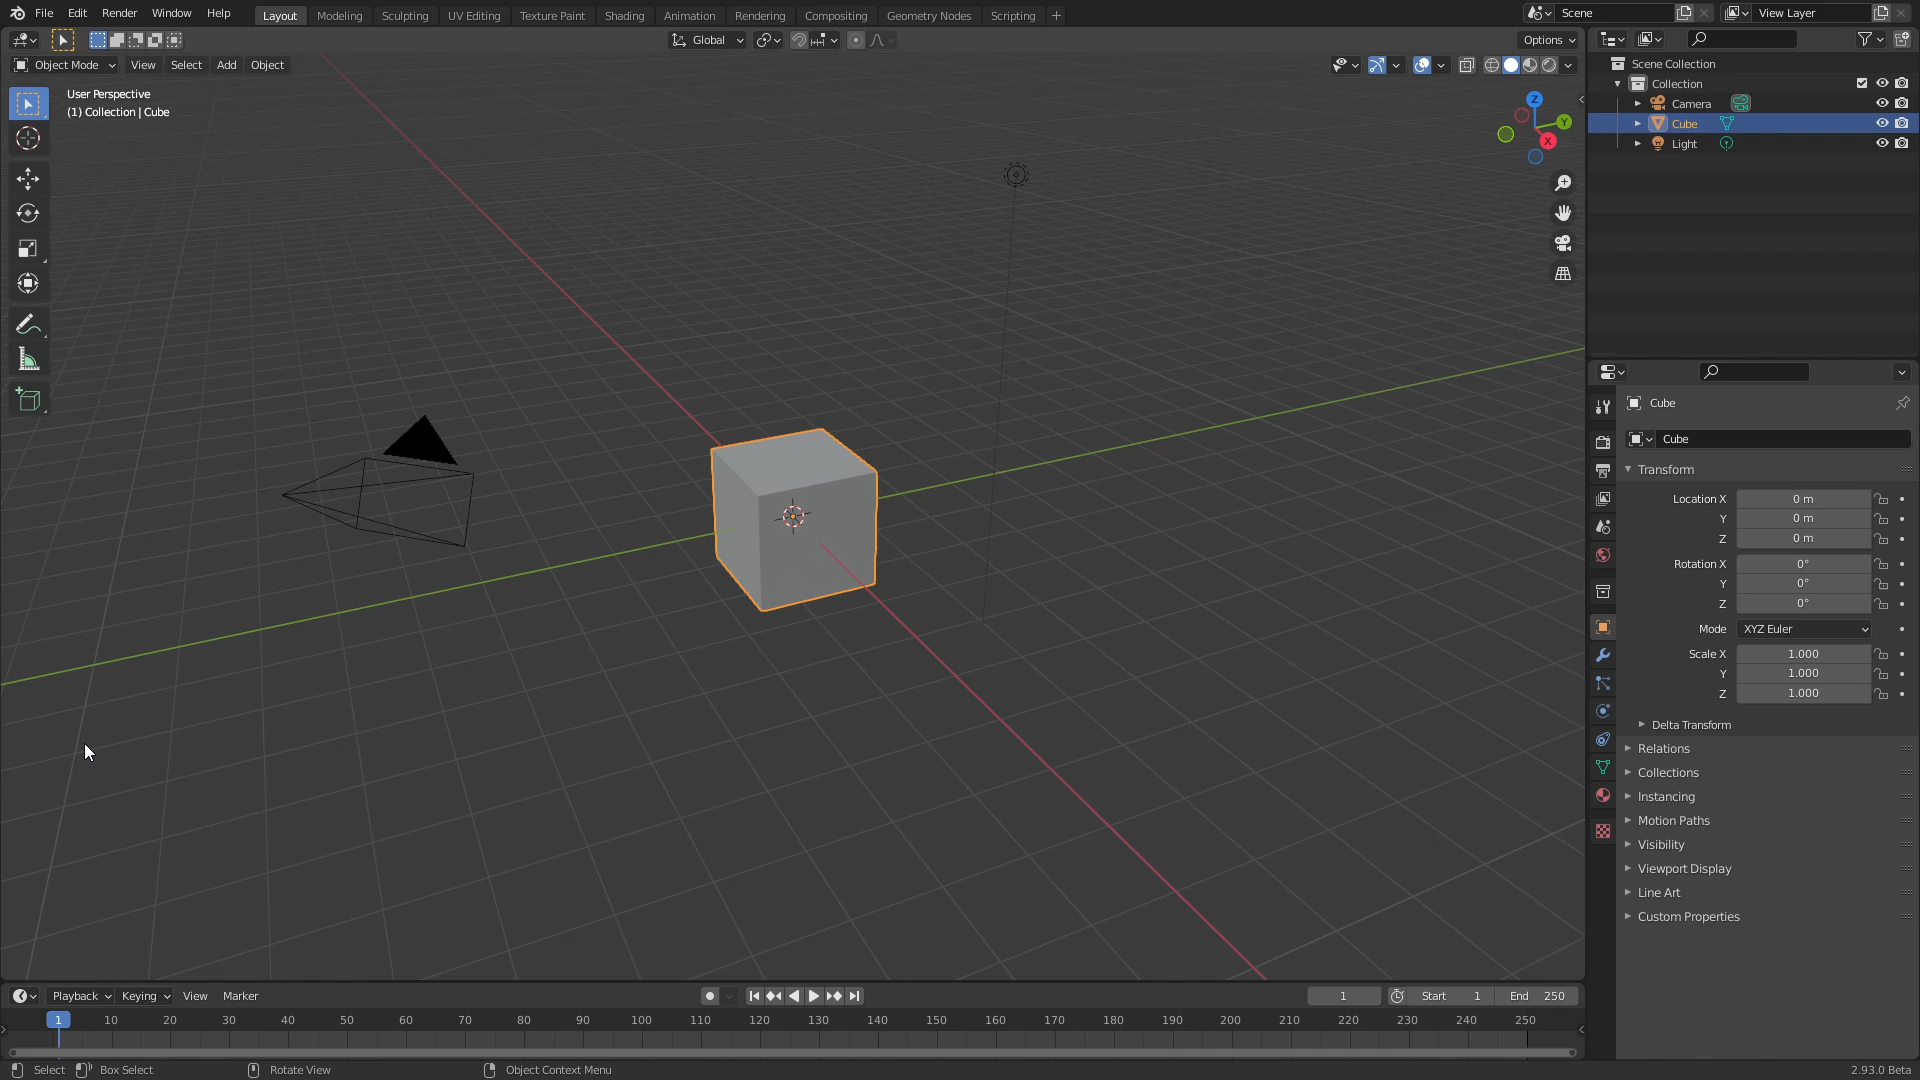 File Edit Render Window Help Layout Modeling Sculpting UV Editing Texture Paint Shading Animation Rendering Compositing Geometry Nodes Scripting + Scene View Layer
Global Options
Object Mode View Select Add Object
User Perspective
(1) Collection | Cube
Z
Y
X
Scene Collection
Collection
Camera
Cube
Light
Cube
Cube
Transform
Location X 0 m
Y 0 m
Z 0 m
Rotation X 0°
Y 0°
Z 0°
Mode XYZ Euler
Scale X 1.000
Y 1.000
Z 1.000
Delta Transform
Relations
Collections
Instancing
Motion Paths
Visibility
Viewport Display
Line Art
Custom Properties
Playback Keying View Marker 1 Start 1 End 250
1 10 20 30 40 50 60 70 80 90 100 110 120 130 140 150 160 170 180 190 200 210 220 230 240 250
Select Box Select Rotate View Object Context Menu 2.93.0 Beta